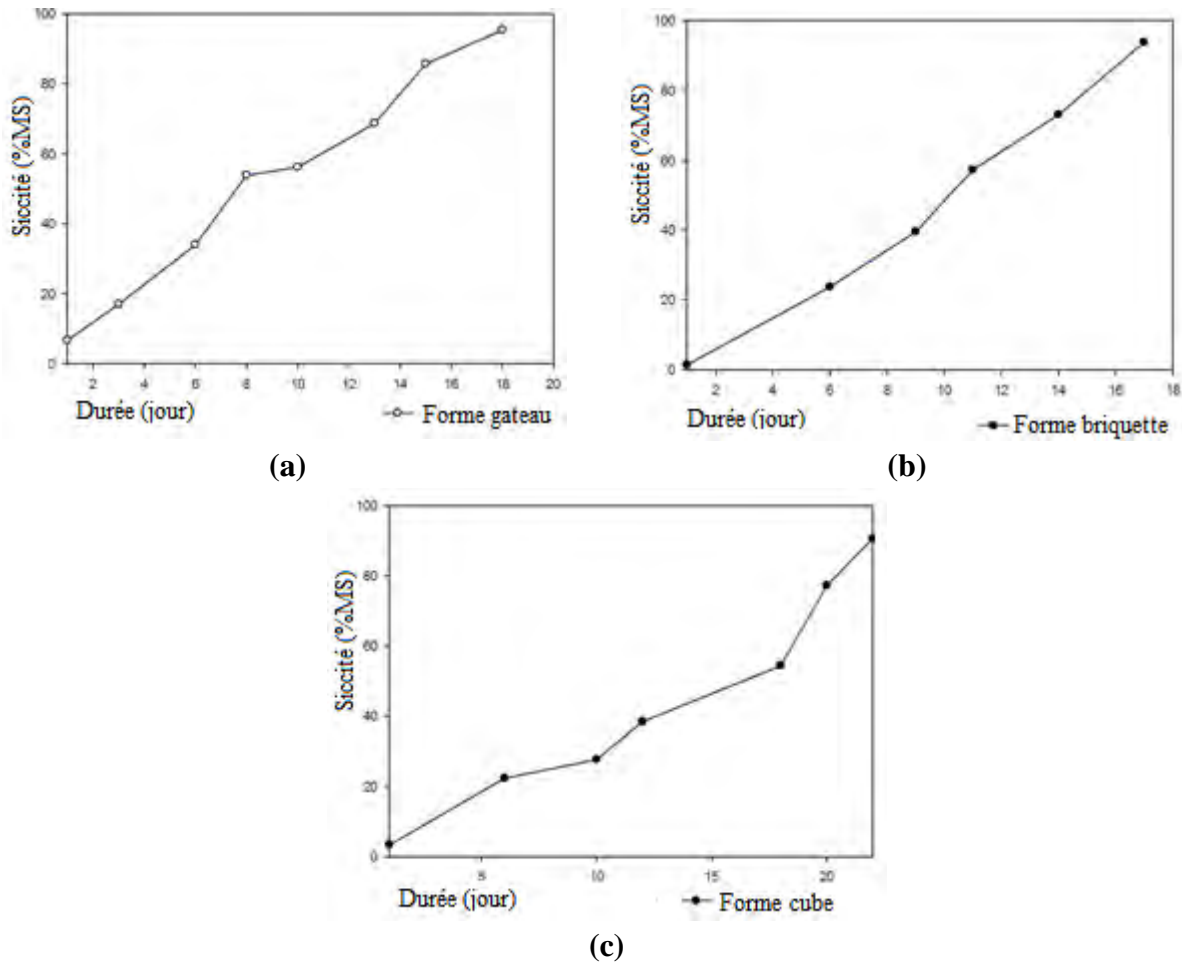 100
80
60
40
20
0
Siccité (%MS)
2 4 6 8 10 12 14 16 18 20
Durée (jour)
Forme gateau
(a)
100
80
60
40
20
0
Siccité (%MS)
2 4 6 8 10 12 14 16 18
Durée (jour)
Forme briquette
(b)
100
80
60
40
20
0
Siccité (%MS)
5 10 15 20
Durée (jour)
Forme cube
(c)